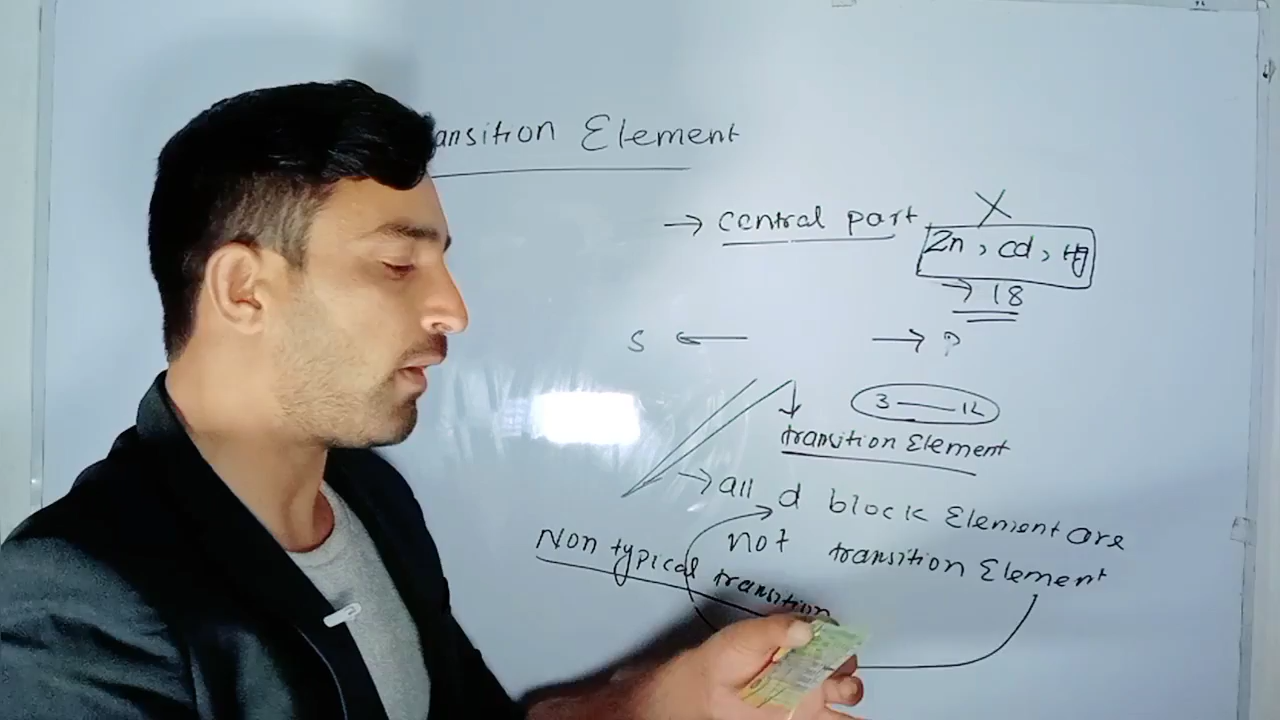 ansition Element
→ central part
X
Zn, cd, Hg
→ 18
S ← → P
3 — 12
transition Element
→ all d block Element are
not transition Element
Non typical transition